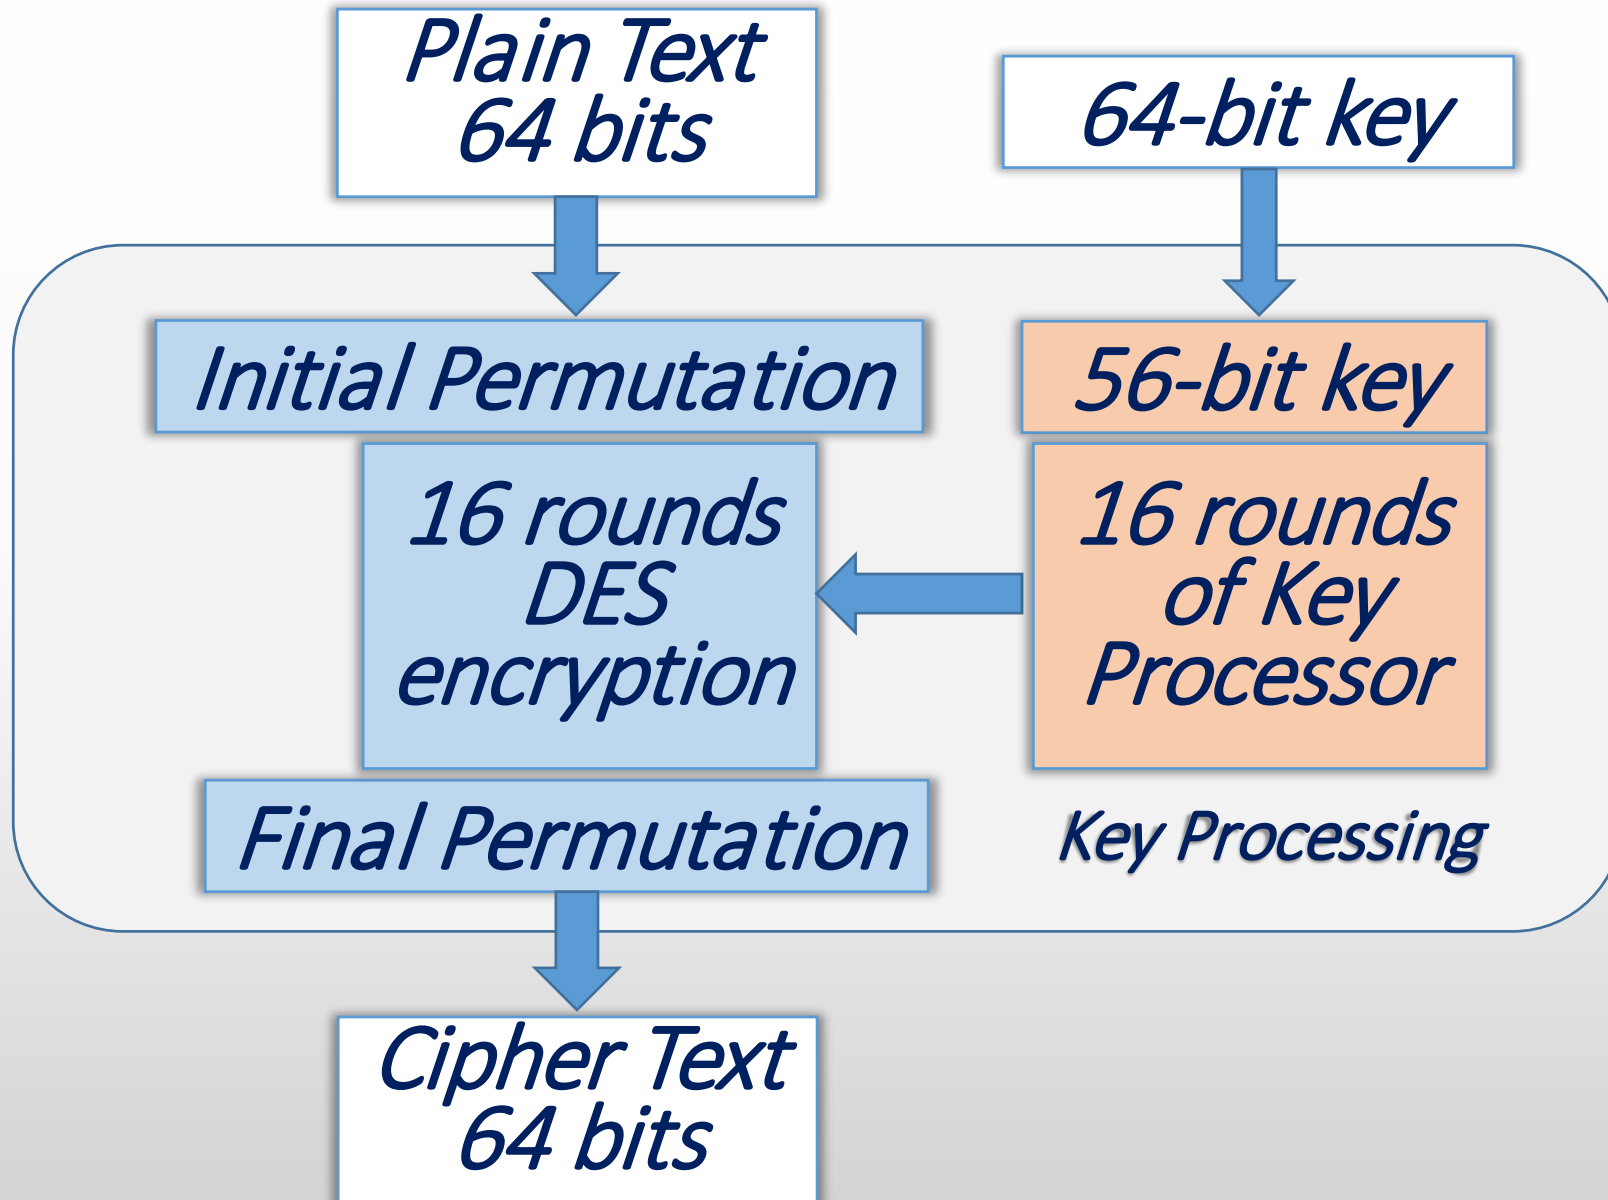 Plain Text
64 bits
64-bit key
Initial Permutation
56-bit key
16 rounds
DES
encryption
16 rounds
of Key
Processor
Final Permutation
Key Processing
Cipher Text
64 bits